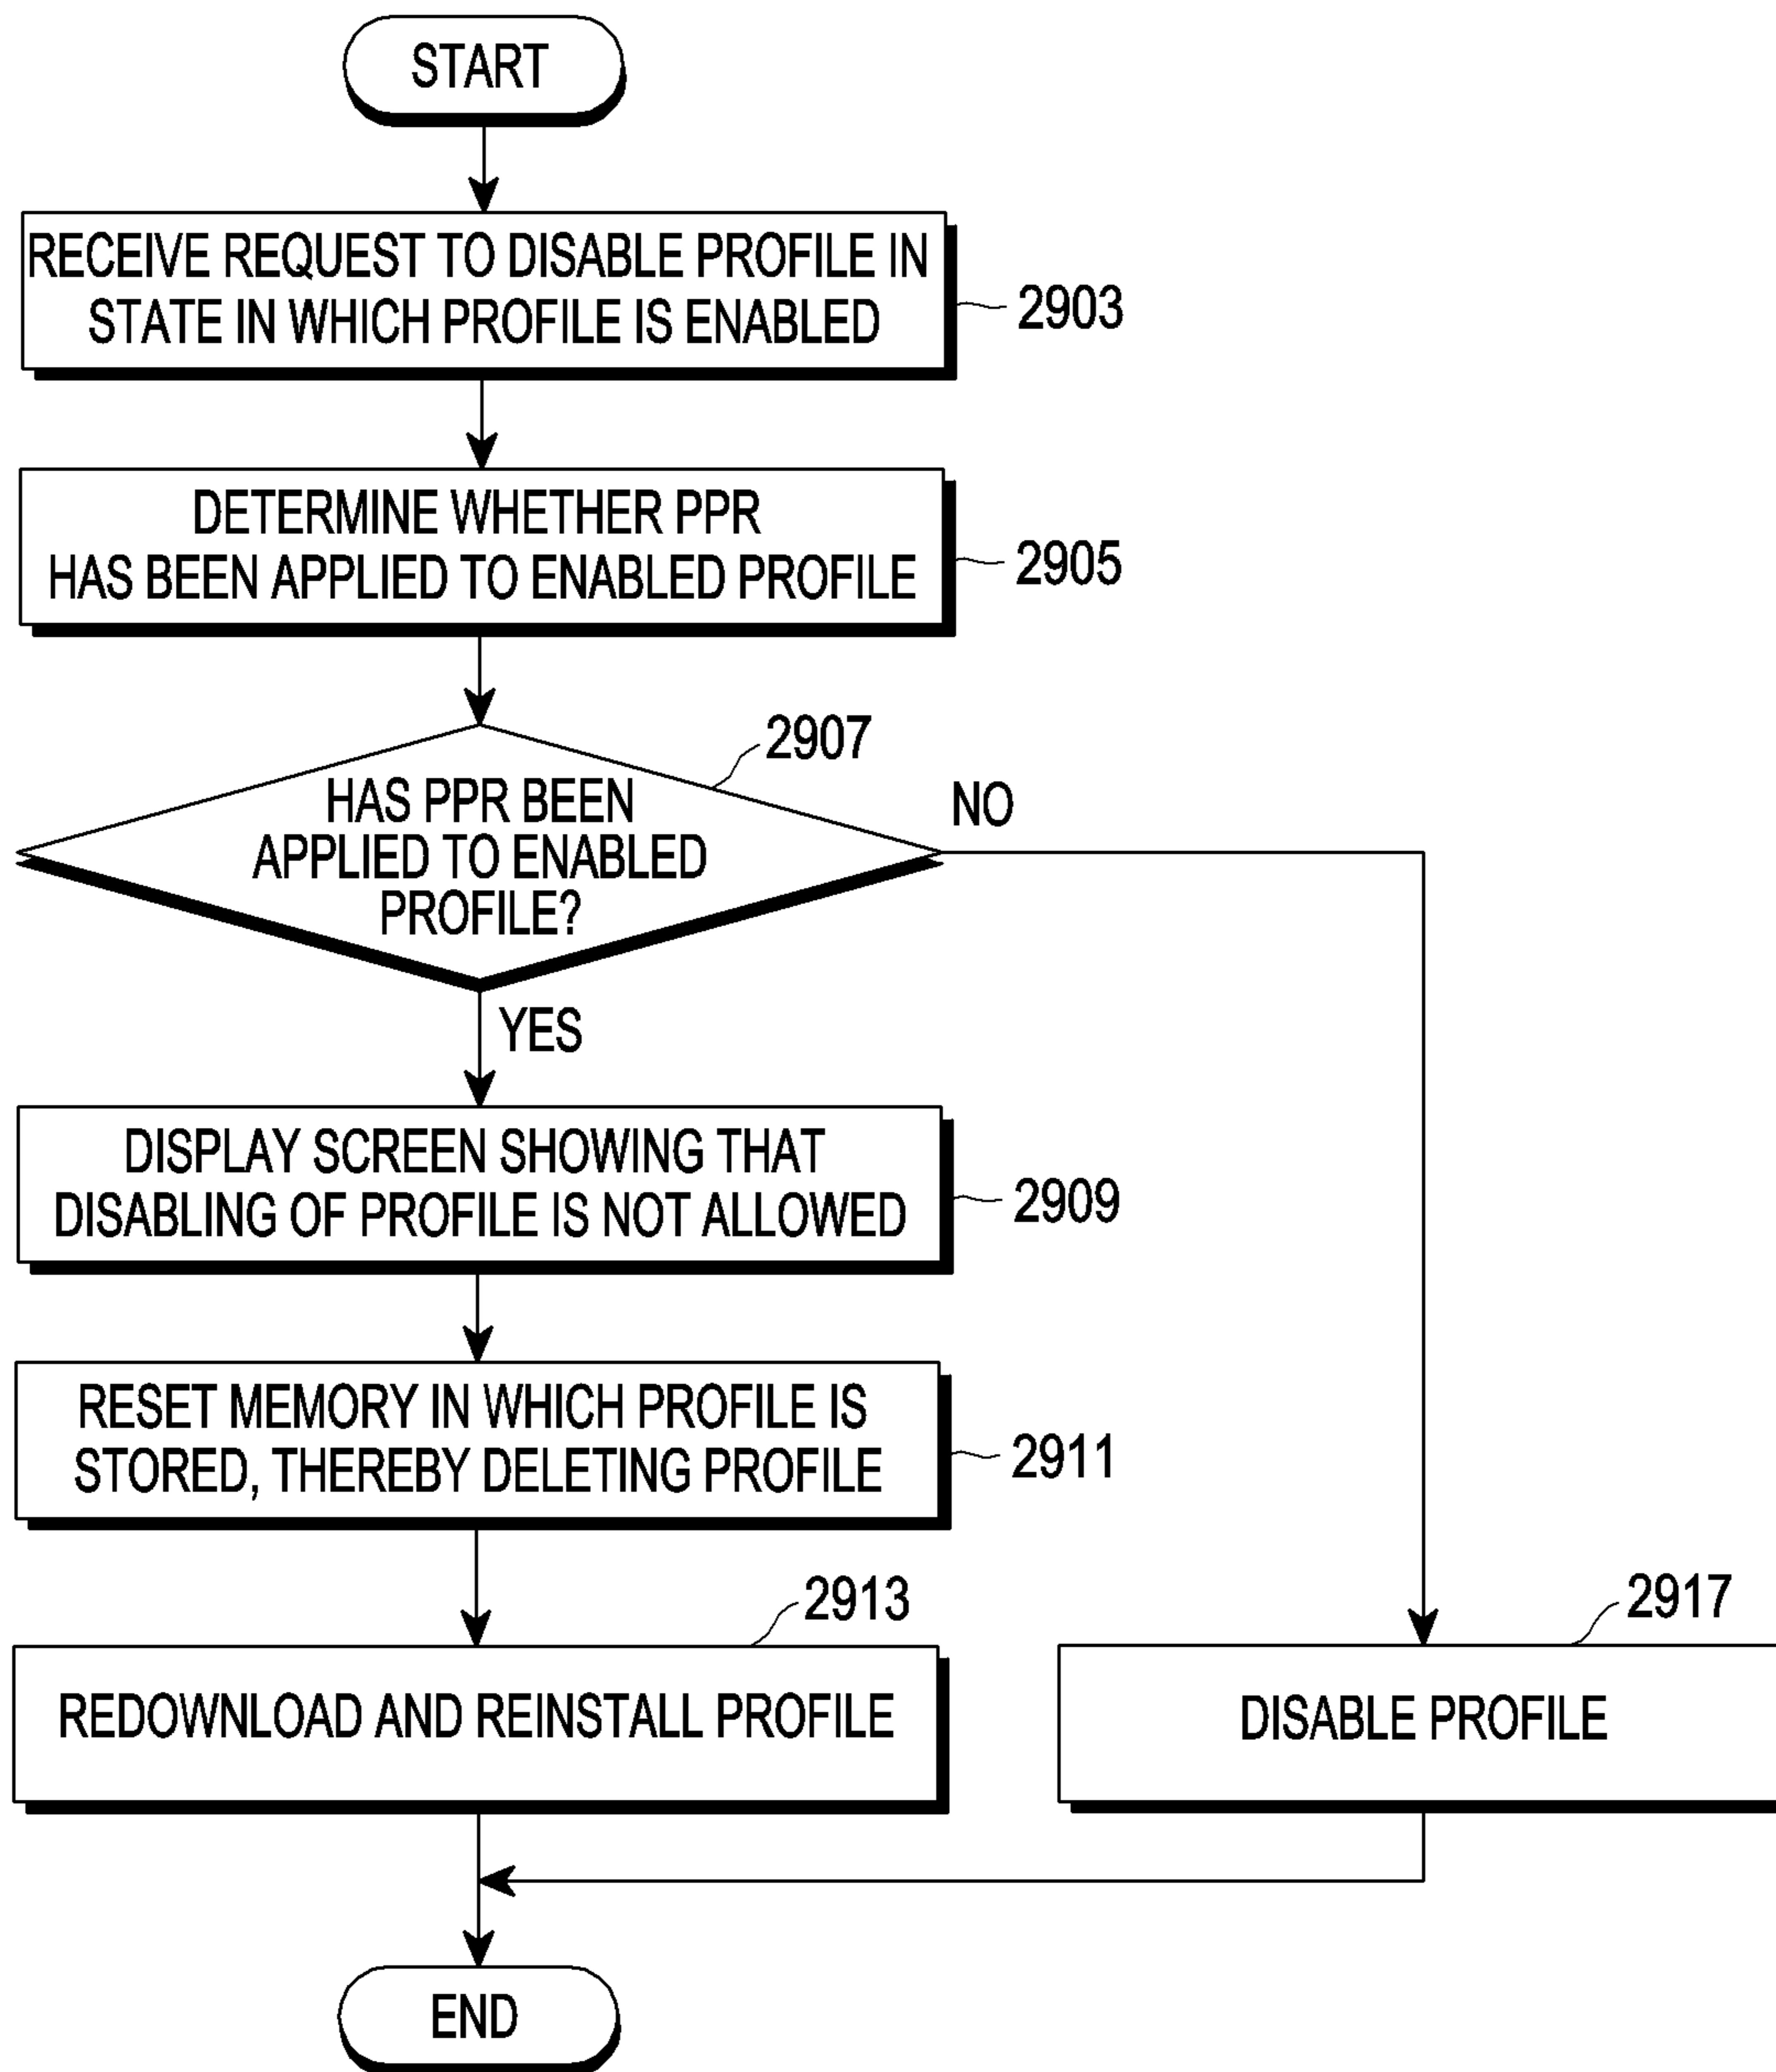 START
RECEIVE REQUEST TO DISABLE PROFILE IN
STATE IN WHICH PROFILE IS ENABLED
2903
DETERMINE WHETHER PPR
HAS BEEN APPLIED TO ENABLED PROFILE
2905
2907
HAS PPR BEEN
APPLIED TO ENABLED
PROFILE?
NO
YES
DISPLAY SCREEN SHOWING THAT
DISABLING OF PROFILE IS NOT ALLOWED
2909
RESET MEMORY IN WHICH PROFILE IS
STORED, THEREBY DELETING PROFILE
2911
2913
REDOWNLOAD AND REINSTALL PROFILE
2917
DISABLE PROFILE
END